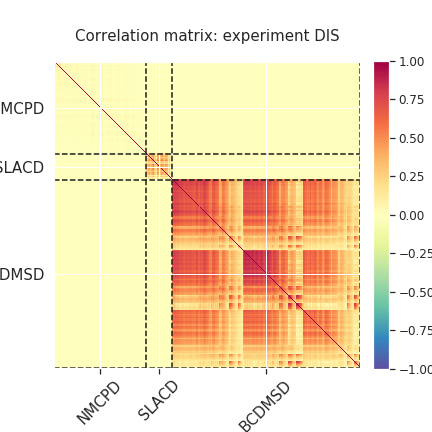 Correlation matrix: experiment DIS
MCPD
SLACD
DMSD
NMCPD
SLACD
BCDMSD
1.00
0.75
0.50
0.25
0.00
−0.25
−0.50
−0.75
−1.00